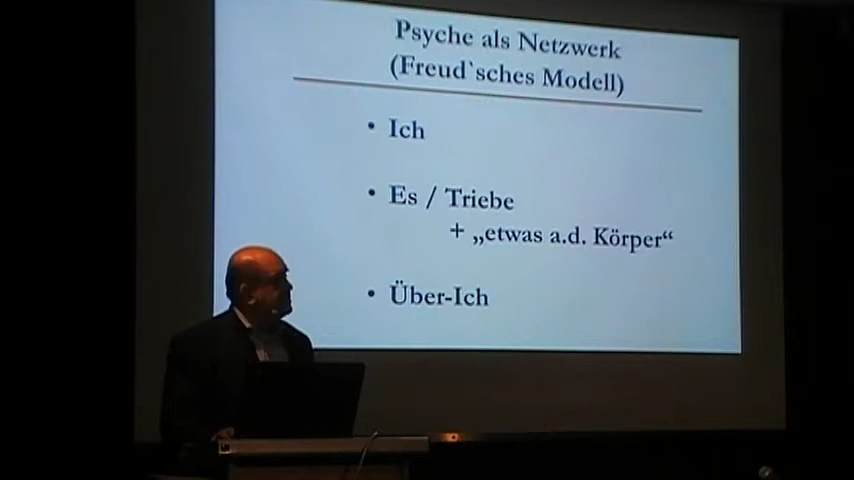 Psyche als Netzwerk
(Freud`sches Modell)
• Ich
• Es / Triebe
+ „etwas a.d. Körper“
• Über-Ich